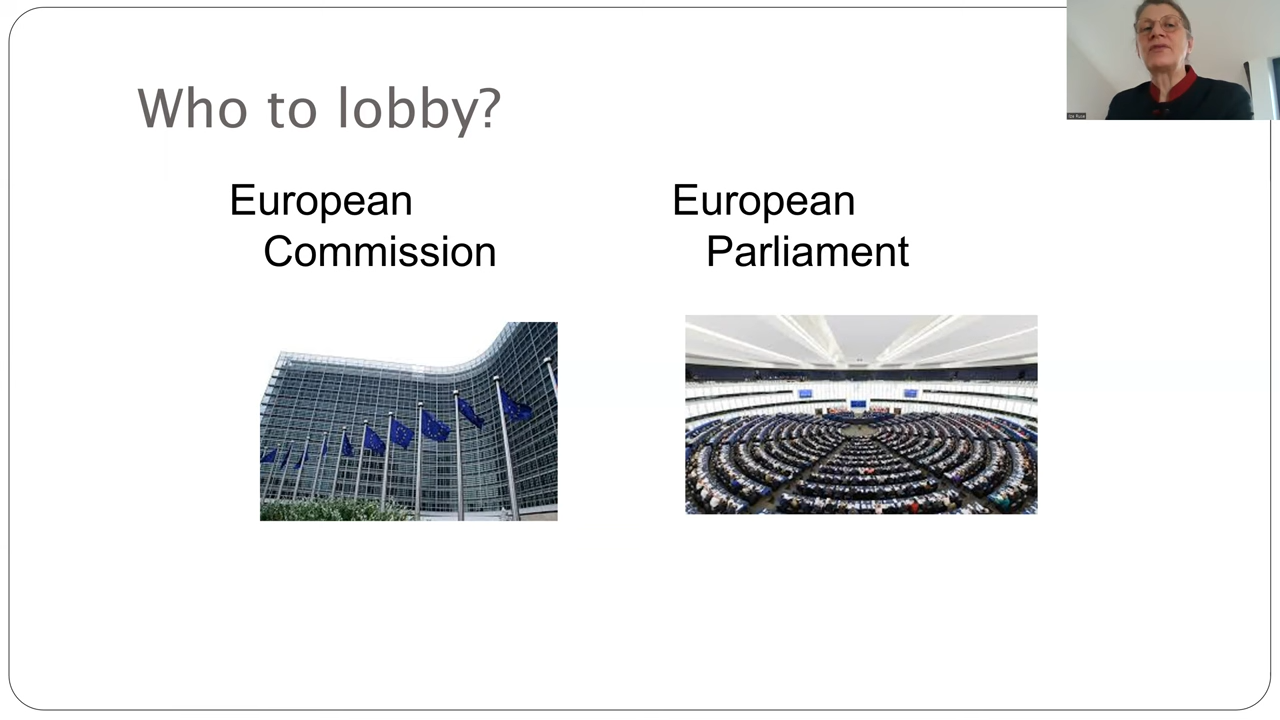 Who to lobby?
European
Commission
European
Parliament